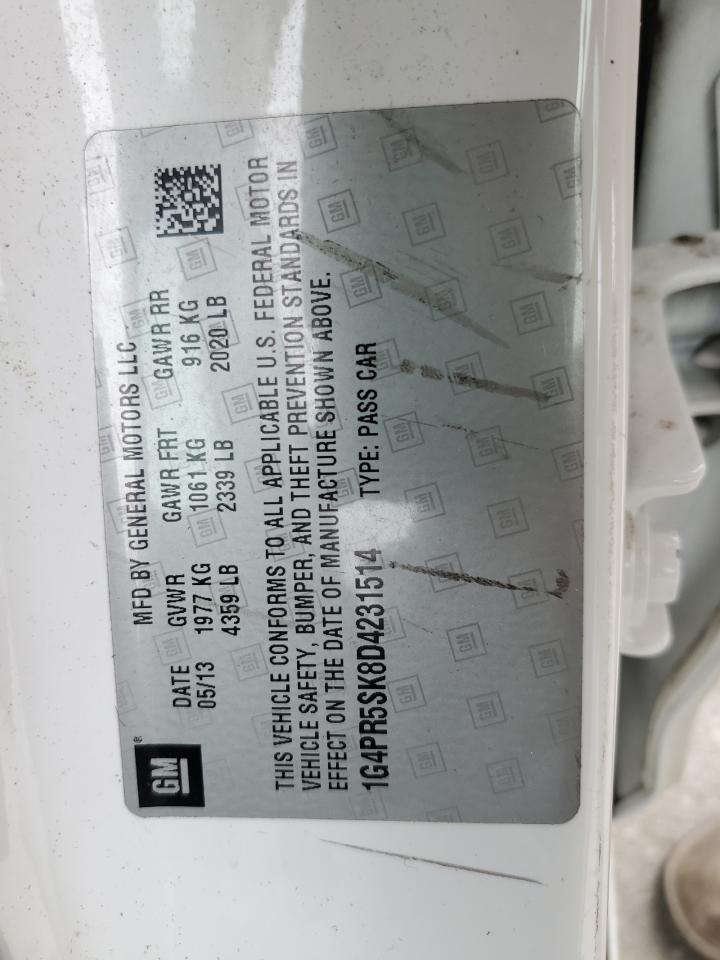 GM
MFD BY GENERAL MOTORS LLC
DATE GVWR GAWR FRT GAWR RR
05/13 1977 KG 1061 KG 916 KG
4359 LB 2339 LB 2020 LB
THIS VEHICLE CONFORMS TO ALL APPLICABLE U.S. FEDERAL MOTOR
VEHICLE SAFETY, BUMPER, AND THEFT PREVENTION STANDARDS IN
EFFECT ON THE DATE OF MANUFACTURE SHOWN ABOVE.
1G4PR5SK8D4231514 TYPE: PASS CAR